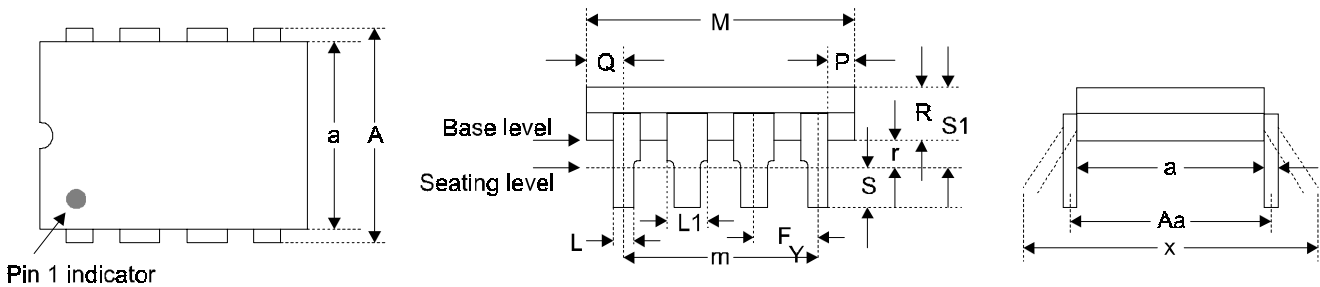 M
Q
P
R
S1
Base level
r
a
A
a
Seating level
S
L1
Aa
L
F
Y
m
x
Pin 1 indicator